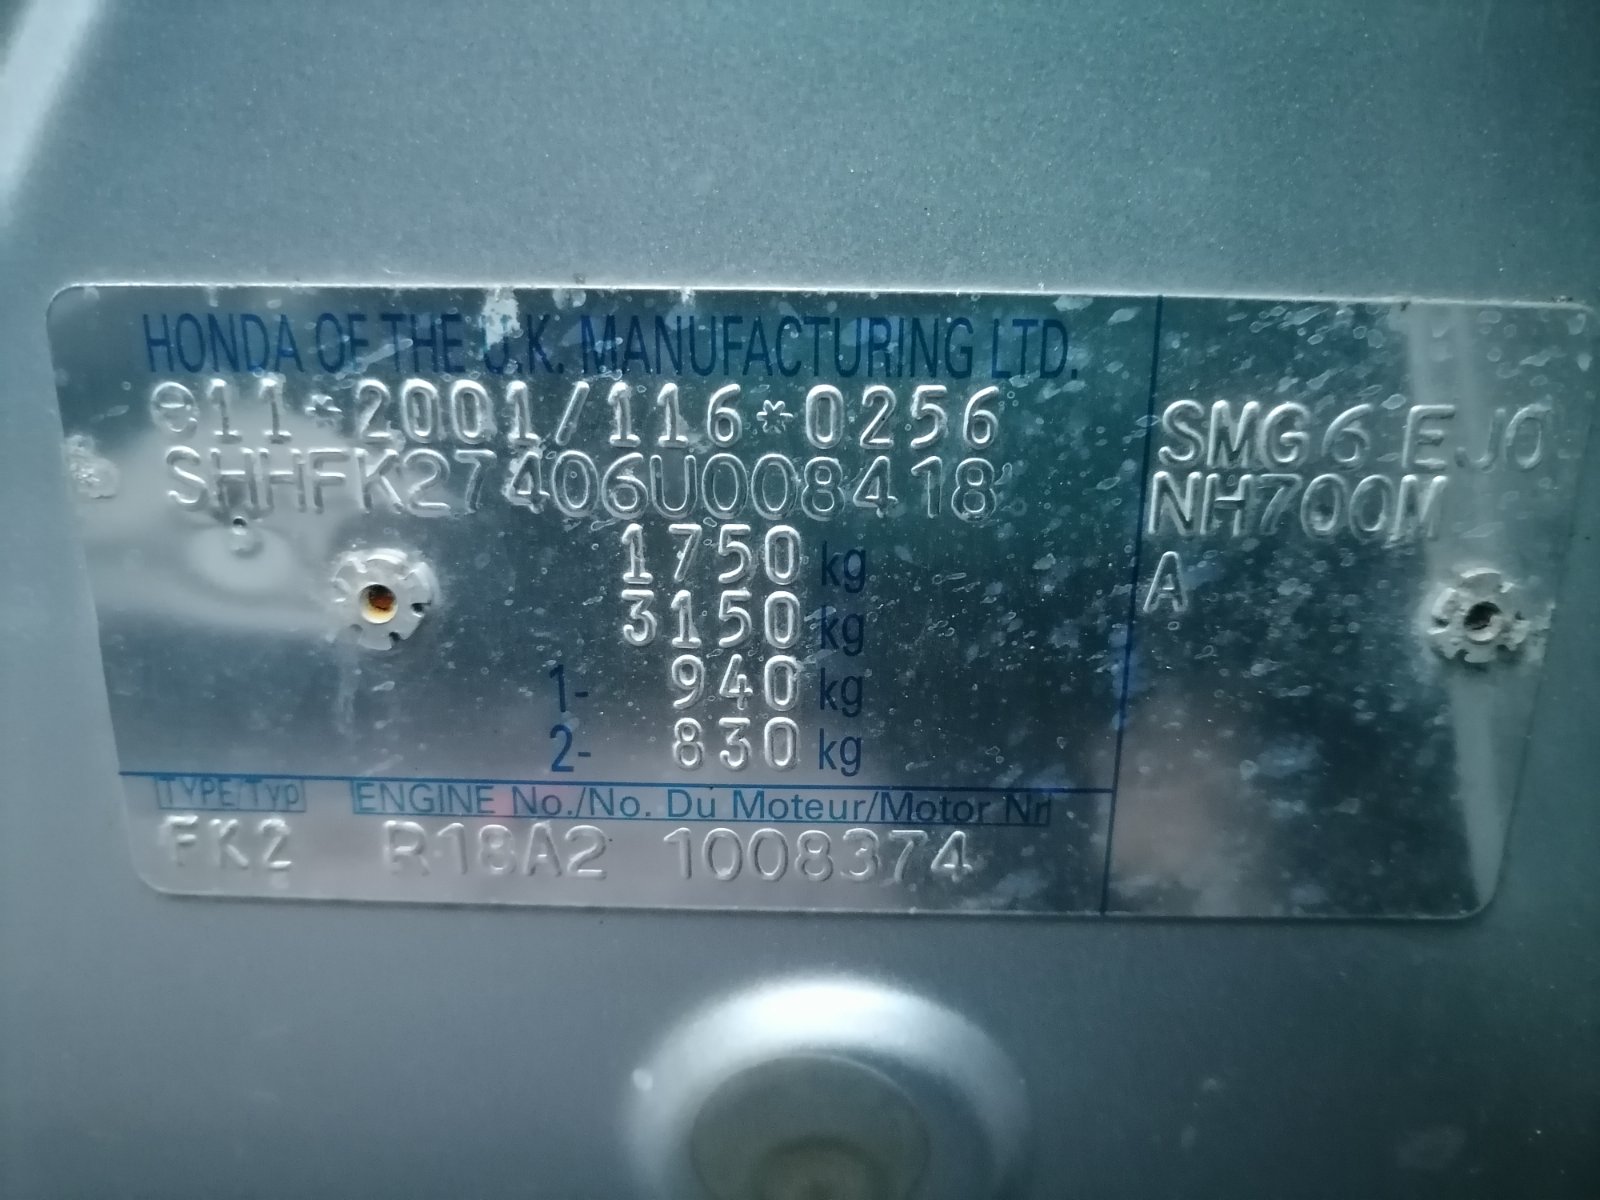 HONDA OF THE U.K. MANUFACTURING LTD.
e11*2001/116*0256
SHHFK27406U008418
1750 kg
3150 kg
1- 940 kg
2- 830 kg
TYPE/Typ ENGINE No./No. Du Moteur/Motor Nr
FK2 R18A2 1008374
SMG6 E JO
NH700M
A